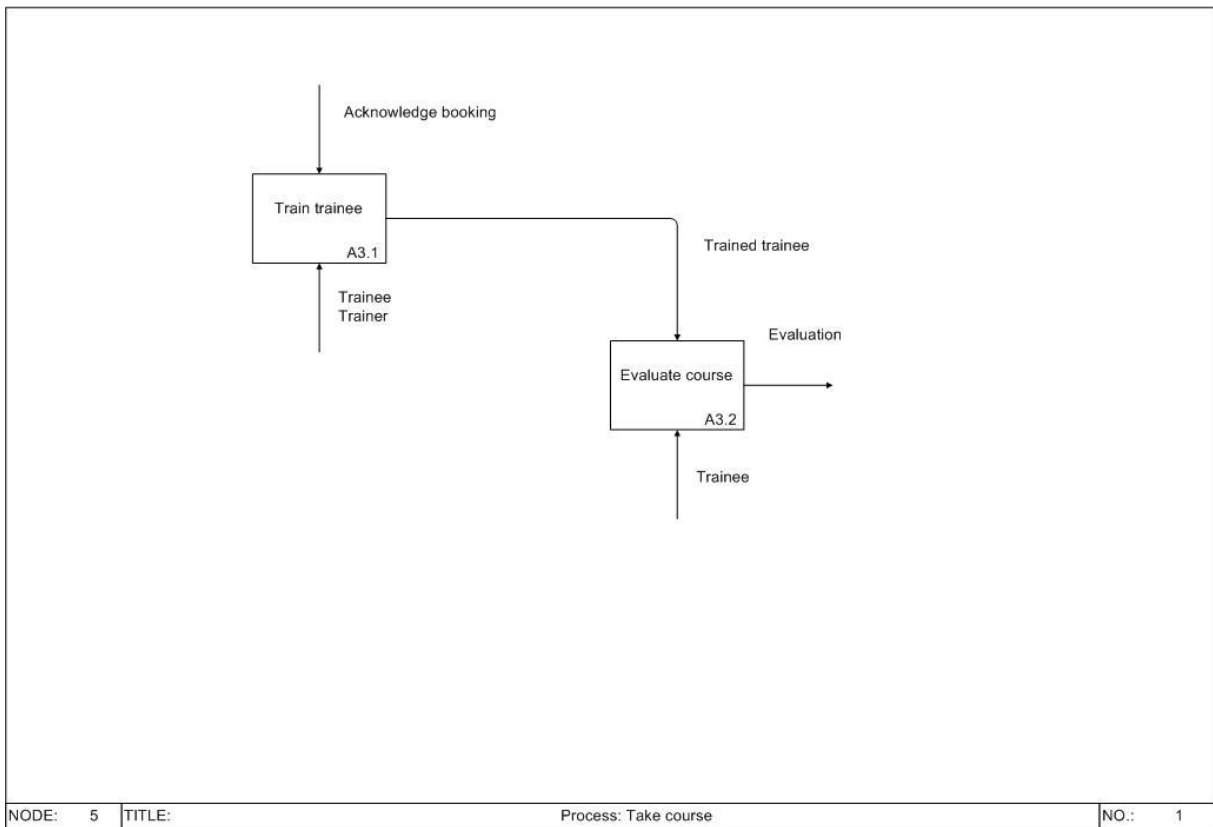 Acknowledge booking
Train trainee
A3.1
Trained trainee
Trainee
Trainer
Evaluation
Evaluate course
A3.2
Trainee
NODE: 5 TITLE: Process: Take course NO.: 1